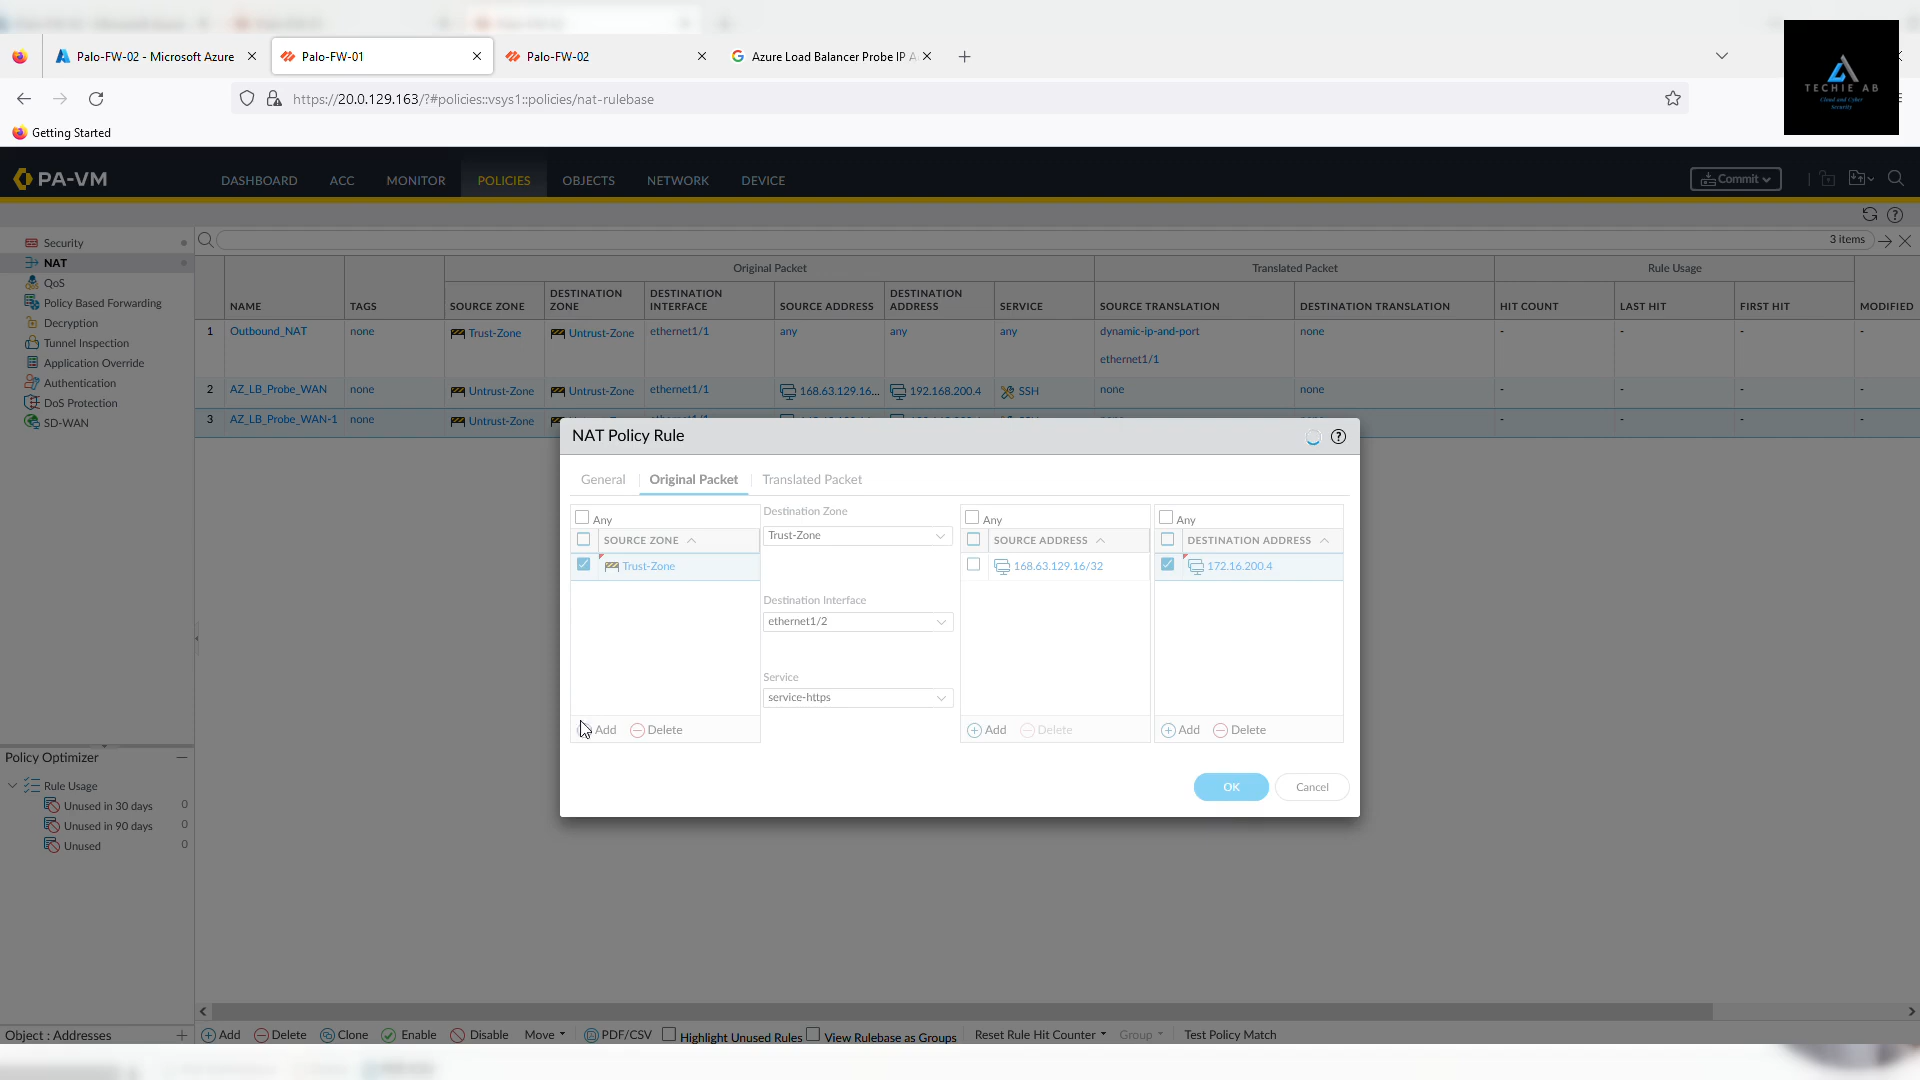 Palo-FW-02 - Microsoft Azure
Palo-FW-01
Palo-FW-02
Azure Load Balancer Probe IP A
TECHIE AB
Cloud and Cyber
Security
https://20.0.129.163/?#policies::vsys1::policies/nat-rulebase
Getting Started
PA-VM
DASHBOARD ACC MONITOR POLICIES OBJECTS NETWORK DEVICE
Commit
3 items
Security
NAT
QoS
Policy Based Forwarding
Decryption
Tunnel Inspection
Application Override
Authentication
DoS Protection
SD-WAN
Original Packet Translated Packet Rule Usage
NAME TAGS SOURCE ZONE DESTINATION ZONE DESTINATION INTERFACE SOURCE ADDRESS DESTINATION ADDRESS SERVICE SOURCE TRANSLATION DESTINATION TRANSLATION HIT COUNT LAST HIT FIRST HIT MODIFIED
1 Outbound_NAT none Trust-Zone Untrust-Zone ethernet1/1 any any any dynamic-ip-and-port none - - - -
ethernet1/1
2 AZ_LB_Probe_WAN none Untrust-Zone Untrust-Zone ethernet1/1 168.63.129.16... 192.168.200.4 SSH none none - - - -
3 AZ_LB_Probe_WAN-1 none Untrust-Zone - - - -
NAT Policy Rule
General Original Packet Translated Packet
Any
SOURCE ZONE
Trust-Zone
Add Delete
Destination Zone
Trust-Zone
Destination Interface
ethernet1/2
Service
service-https
Any
SOURCE ADDRESS
168.63.129.16/32
Add Delete
Any
DESTINATION ADDRESS
172.16.200.4
Add Delete
OK Cancel
Policy Optimizer
Rule Usage
Unused in 30 days 0
Unused in 90 days 0
Unused 0
Object : Addresses
Add Delete Clone Enable Disable Move PDF/CSV Highlight Unused Rules View Rulebase as Groups Reset Rule Hit Counter Group Test Policy Match